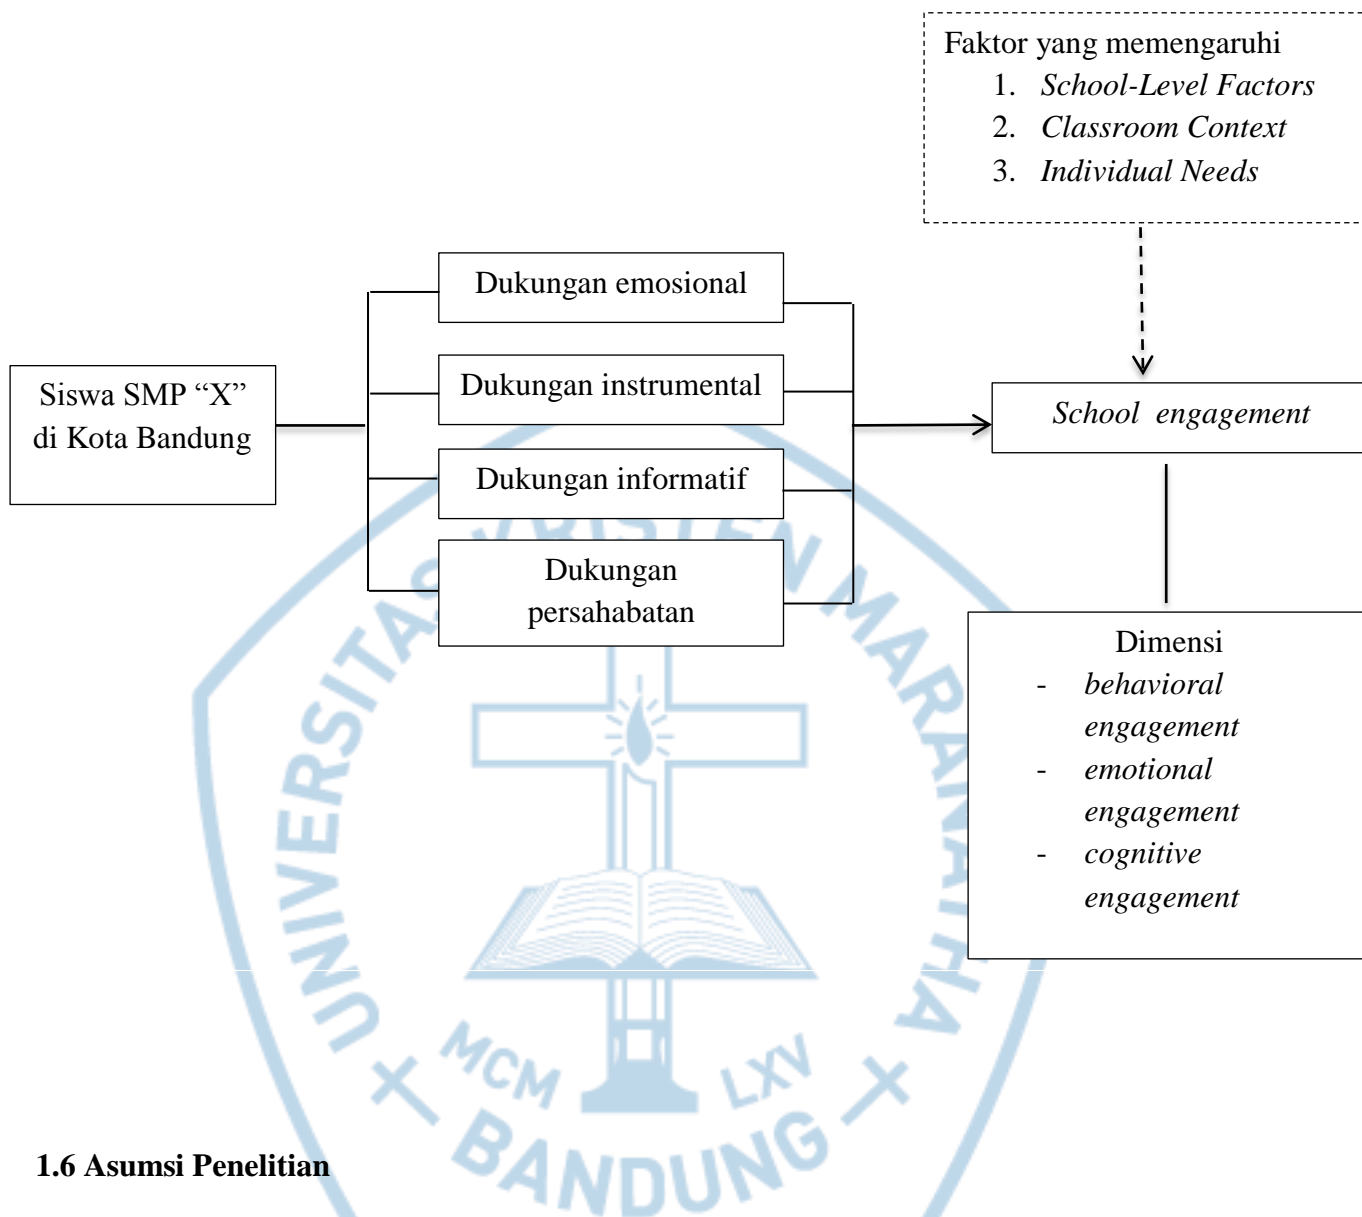 Faktor yang memengaruhi
1. School-Level Factors
2. Classroom Context
3. Individual Needs
Dukungan emosional
Dukungan instrumental
Siswa SMP “X”
di Kota Bandung
School engagement
Dukungan informatif
Dukungan
persahabatan
Dimensi
- behavioral
engagement
- emotional
engagement
- cognitive
engagement
UNIVERSITAS KRISTEN MARANATHA
MCM LXV
BANDUNG
1.6 Asumsi Penelitian